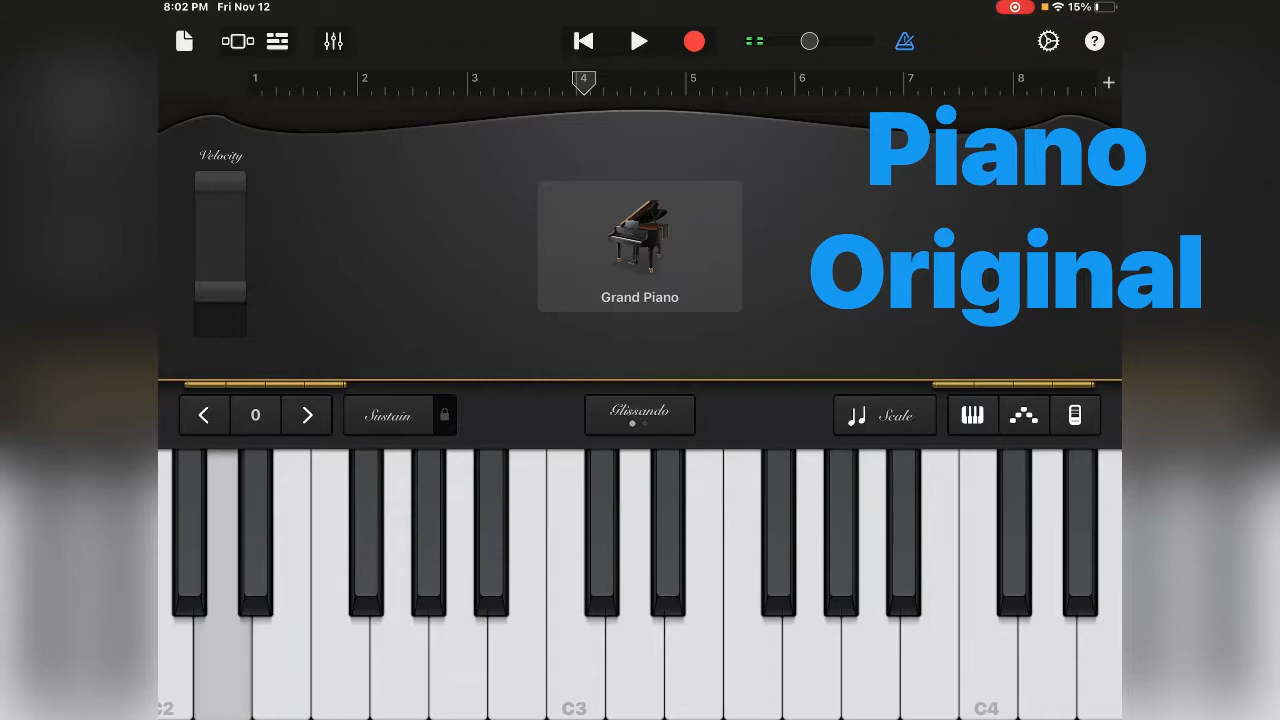 8:02 PM Fri Nov 12
15%
1 2 3 4 5 6 7 8 +
Piano
Original
Velocity
Grand Piano
0
Sustain
Glissando
Scale
C2 C3 C4